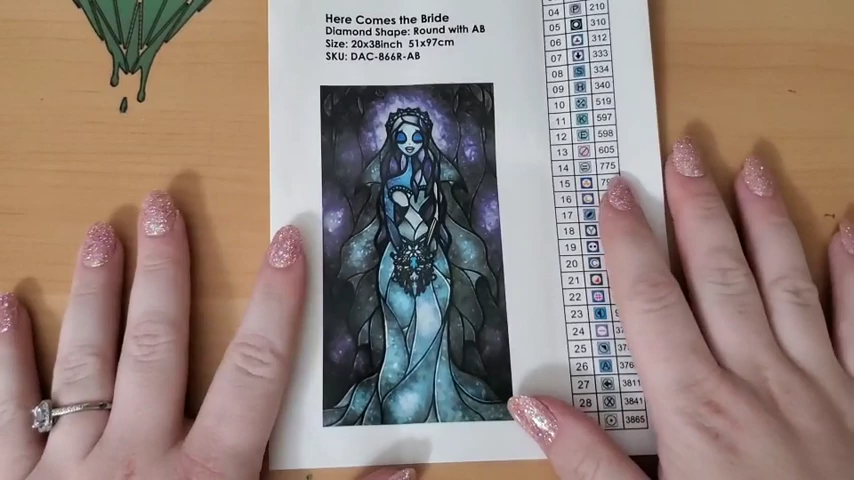 Here Comes the Bride
Diamond Shape: Round with AB
Size: 20x38inch 51x97cm
SKU: DAC-866R-AB
04 210
05 310
06 312
07 333
08 S 334
09 H 340
10 519
11 K 597
12 E 598
13 605
14 775
15
16
17
18
19
20
21
22
23
24
25
26 A
27 3811
28 3841
3865